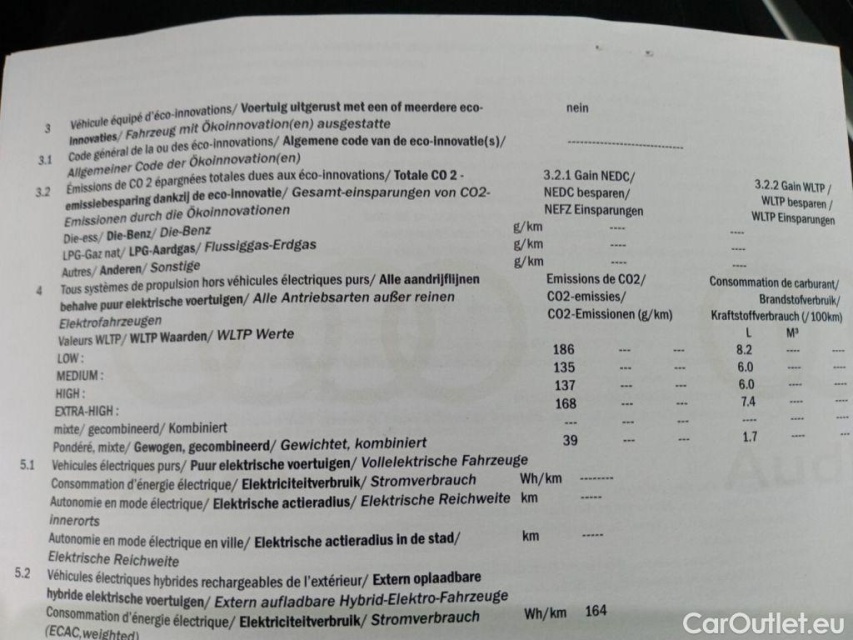 3 Véhicule équipé d'éco-innovations/ Voertuig uitgerust met een of meerdere eco- nein
Innovaties/ Fahrzeug mit Ökoinnovation(en) ausgestatte
3.1 Code général de la ou des éco-innovations/ Algemene code van de eco-innovatie(s)/ --------------------------
Allgemeiner Code der Ökoinnovation(en)
3.2 Émissions de CO 2 épargnées totales dues aux éco-innovations/ Totale CO 2 - 3.2.1 Gain NEDC/ 3.2.2 Gain WLTP /
emissiebesparing dankzij de eco-innovatie/ Gesamt-einsparungen von CO2- NEDC besparen/ WLTP besparen /
Emissionen durch die Ökoinnovationen NEFZ Einsparungen WLTP Einsparungen
Die-ess/ Die-Benz/ Die-Benz g/km ---- ----
LPG-Gaz nat/ LPG-Aardgas/ Flussiggas-Erdgas g/km ---- ----
Autres/ Anderen/ Sonstige g/km ---- ----
4 Tous systèmes de propulsion hors véhicules électriques purs/ Alle aandrijflijnen Emissions de CO2/ Consommation de carburant/
behalve puur elektrische voertuigen/ Alle Antriebsarten außer reinen CO2-emissies/ Brandstofverbruik/
Elektrofahrzeugen CO2-Emissionen (g/km) Kraftstoffverbrauch (/100km)
Valeurs WLTP/ WLTP Waarden/ WLTP Werte L M³
LOW : 186 --- --- 8.2 ---- ----
MEDIUM : 135 --- --- 6.0 ---- ----
HIGH : 137 --- --- 6.0 ---- ----
EXTRA-HIGH : 168 --- --- 7.4 ---- ----
mixte/ gecombineerd/ Kombiniert --- --- --- ---- ---- ----
Pondéré, mixte/ Gewogen, gecombineerd/ Gewichtet, kombiniert 39 --- --- 1.7 ---- ---
5.1 Vehicules électriques purs/ Puur elektrische voertuigen/ Vollelektrische Fahrzeuge
Consommation d'énergie électrique/ Elektriciteitverbruik/ Stromverbrauch Wh/km --------
Autonomie en mode électrique/ Elektrische actieradius/ Elektrische Reichweite km -----
innerorts
Autonomie en mode électrique en ville/ Elektrische actieradius in de stad/ km -----
Elektrische Reichweite
5.2 Véhicules électriques hybrides rechargeables de l'extérieur/ Extern oplaadbare
hybride elektrische voertuigen/ Extern aufladbare Hybrid-Elektro-Fahrzeuge
Consommation d'énergie électrique/ Elektriciteitverbruik/ Stromverbrauch Wh/km 164
(ECAC,weighted)
CarOutlet.eu